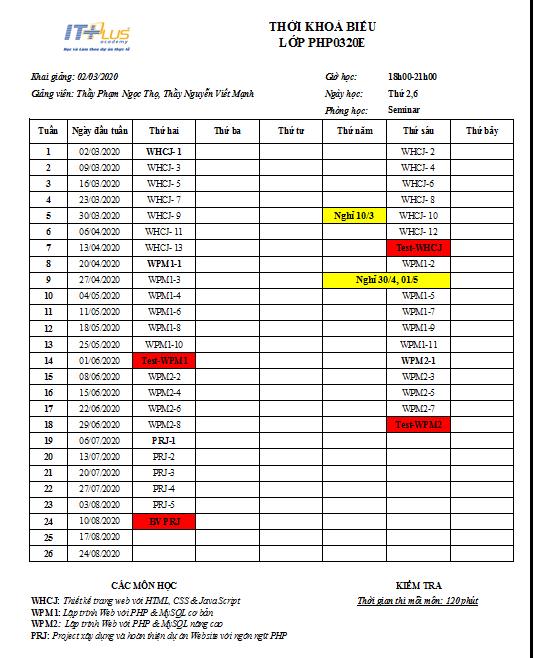 ITPlus
academy
Học và làm theo dự án thực tế
THỜI KHOÁ BIỂU
LỚP PHP0320E
Khai giảng: 02/03/2020 Giờ học: 18h00-21h00
Giảng viên: Thầy Phạm Ngọc Thọ, Thầy Nguyễn Viết Mạnh Ngày học: Thứ 2,6
Phòng học: Seminar
Tuần Ngày đầu tuần Thứ hai Thứ ba Thứ tư Thứ năm Thứ sáu Thứ bảy
1 02/03/2020 WHCJ- 1 WHCJ- 2
2 09/03/2020 WHCJ- 3 WHCJ- 4
3 16/03/2020 WHCJ- 5 WHCJ-6
4 23/03/2020 WHCJ- 7 WHCJ- 8
5 30/03/2020 WHCJ- 9 Nghỉ 10/3 WHCJ- 10
6 06/04/2020 WHCJ- 11 WHCJ- 12
7 13/04/2020 WHCJ- 13 Test-WHCJ
8 20/04/2020 WPM1-1 WPM1-2
9 27/04/2020 WPM1-3 Nghỉ 30/4, 01/5
10 04/05/2020 WPM1-4 WPM1-5
11 11/05/2020 WPM1-6 WPM1-7
12 18/05/2020 WPM1-8 WPM1-9
13 25/05/2020 WPM1-10 WPM1-11
14 01/06/2020 Test-WPM1 WPM2-1
15 08/06/2020 WPM2-2 WPM2-3
16 15/06/2020 WPM2-4 WPM2-5
17 22/06/2020 WPM2-6 WPM2-7
18 29/06/2020 WPM2-8 Test-WPM2
19 06/07/2020 PRJ-1
20 13/07/2020 PRJ-2
21 20/07/2020 PRJ-3
22 27/07/2020 PRJ-4
23 03/08/2020 PRJ-5
24 10/08/2020 BV PRJ
25 17/08/2020
26 24/08/2020
CÁC MÔN HỌC KIỂM TRA
WHCJ: Thiết kế trang web với HTML, CSS & JavaScript Thời gian thi mỗi môn: 120 phút
WPM1: Lập trình Web với PHP & MySQL cơ bản
WPM2: Lập trình Web với PHP & MySQL nâng cao
PRJ: Project xây dựng và hoàn thiện dự án Website với ngôn ngữ PHP